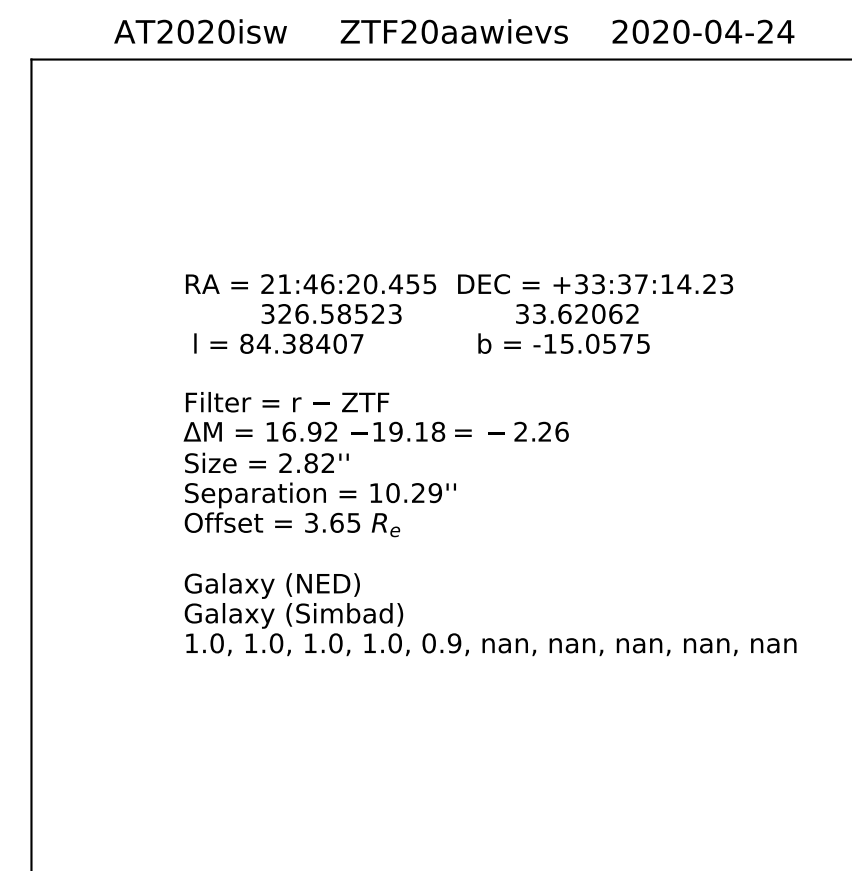 AT2020isw ZTF20aawievs 2020-04-24
RA = 21:46:20.455 DEC = +33:37:14.23
326.58523 33.62062
l = 84.38407 b = -15.0575
Filter = r − ZTF
ΔM = 16.92 −19.18 = −2.26
Size = 2.82''
Separation = 10.29''
Offset = 3.65 Rₑ
Galaxy (NED)
Galaxy (Simbad)
1.0, 1.0, 1.0, 1.0, 0.9, nan, nan, nan, nan, nan